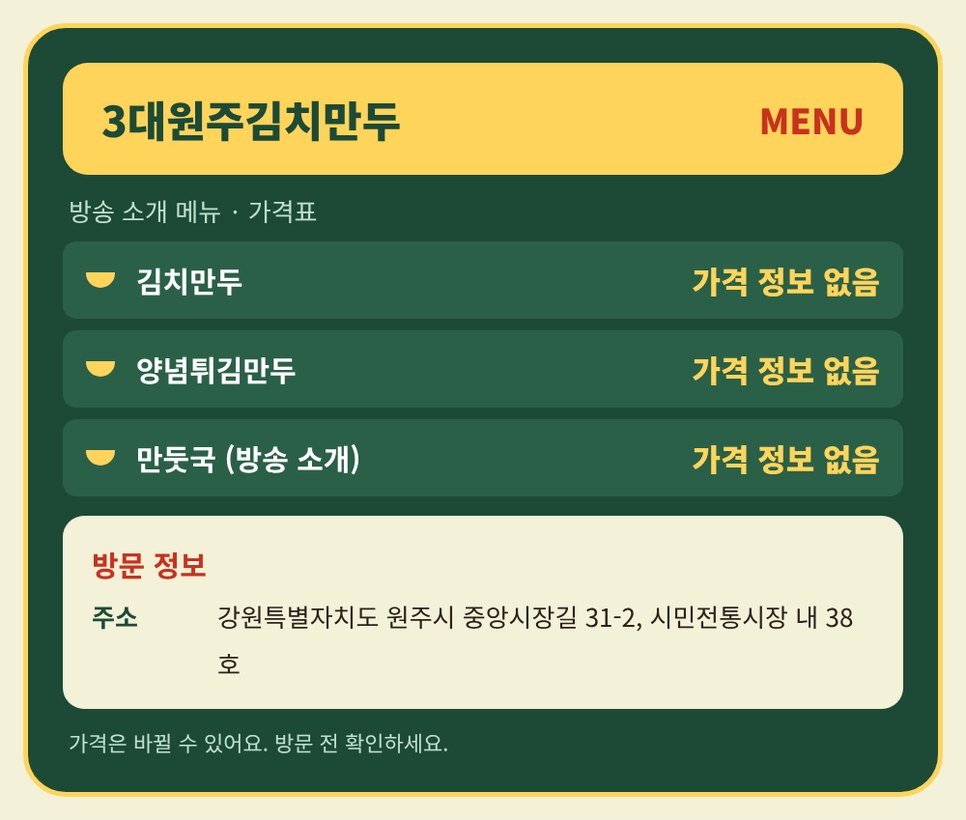 3대원주김치만두
MENU
방송 소개 메뉴 · 가격표
김치만두 가격 정보 없음
양념튀김만두 가격 정보 없음
만둣국 (방송 소개) 가격 정보 없음
방문 정보
주소 강원특별자치도 원주시 중앙시장길 31-2, 시민전통시장 내 38
호
가격은 바뀔 수 있어요. 방문 전 확인하세요.